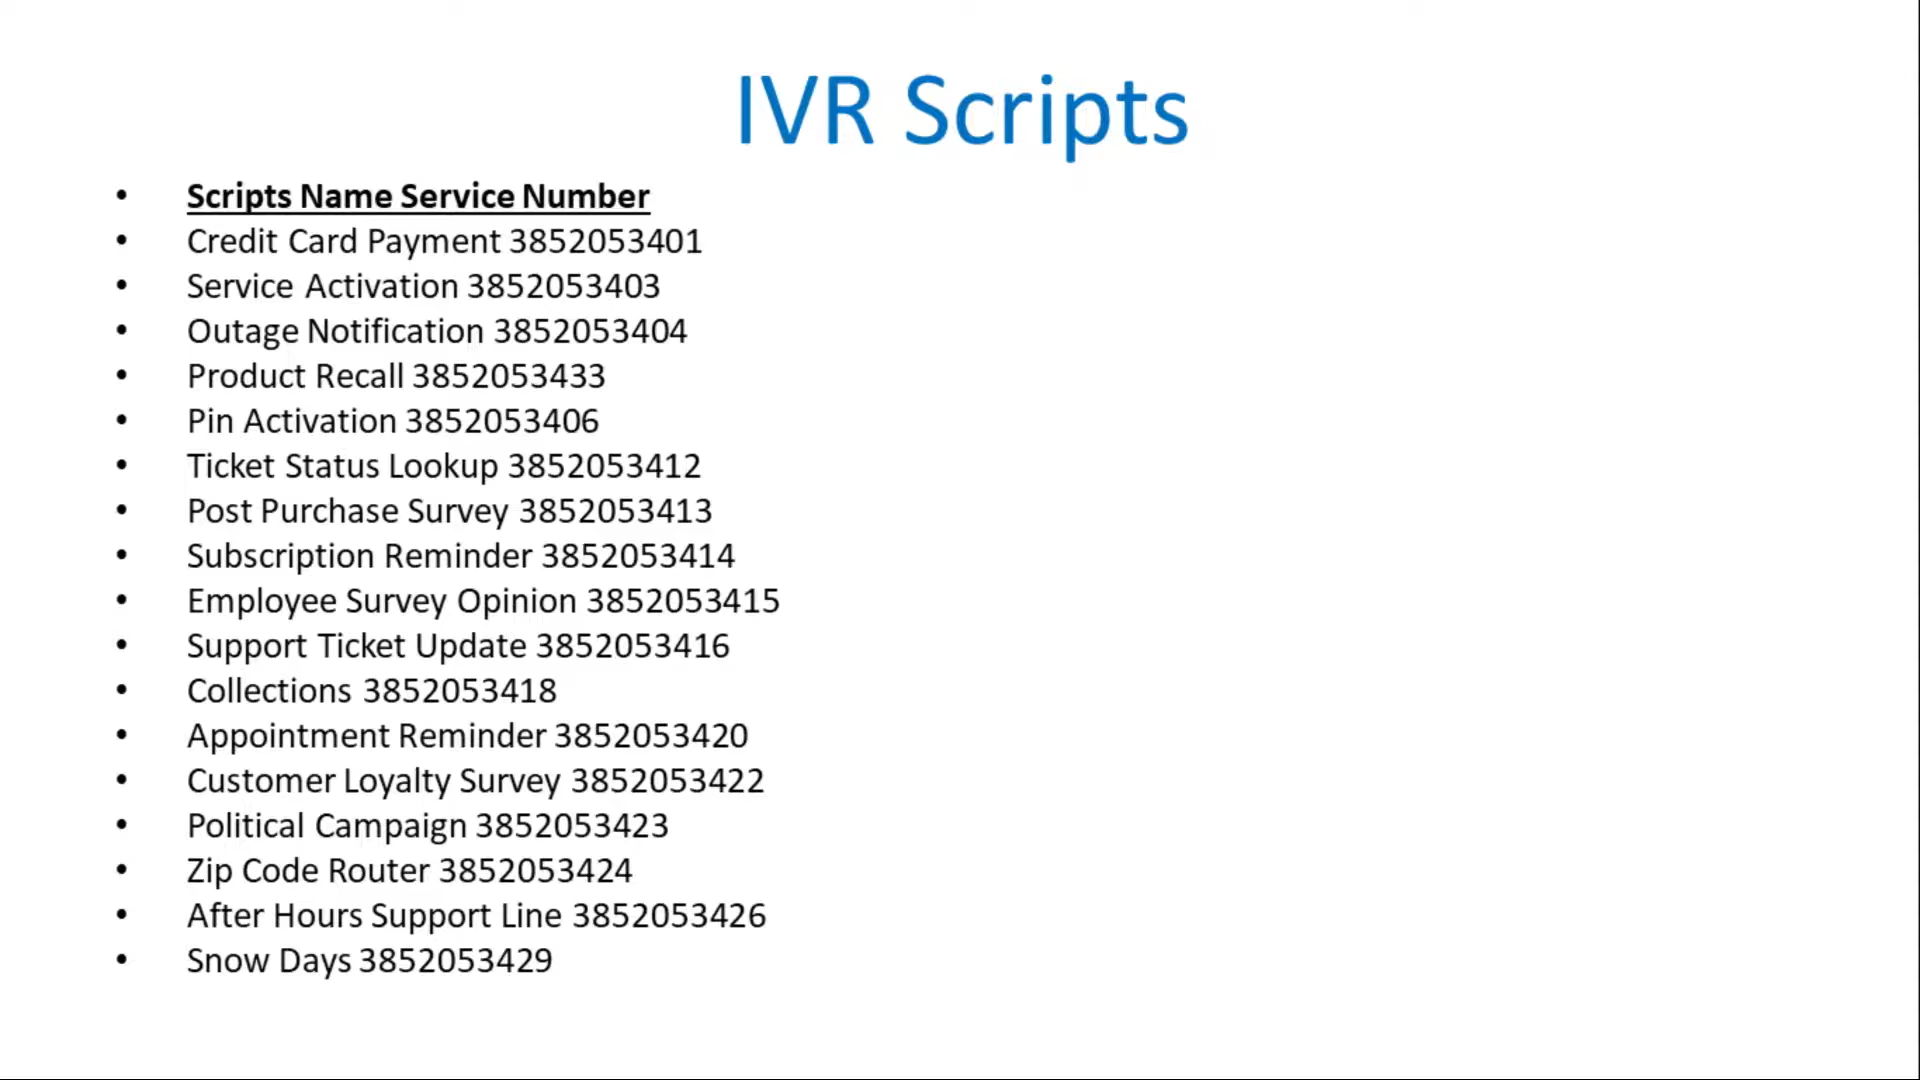 IVR Scripts
• Scripts Name Service Number
• Credit Card Payment 3852053401
• Service Activation 3852053403
• Outage Notification 3852053404
• Product Recall 3852053433
• Pin Activation 3852053406
• Ticket Status Lookup 3852053412
• Post Purchase Survey 3852053413
• Subscription Reminder 3852053414
• Employee Survey Opinion 3852053415
• Support Ticket Update 3852053416
• Collections 3852053418
• Appointment Reminder 3852053420
• Customer Loyalty Survey 3852053422
• Political Campaign 3852053423
• Zip Code Router 3852053424
• After Hours Support Line 3852053426
• Snow Days 3852053429